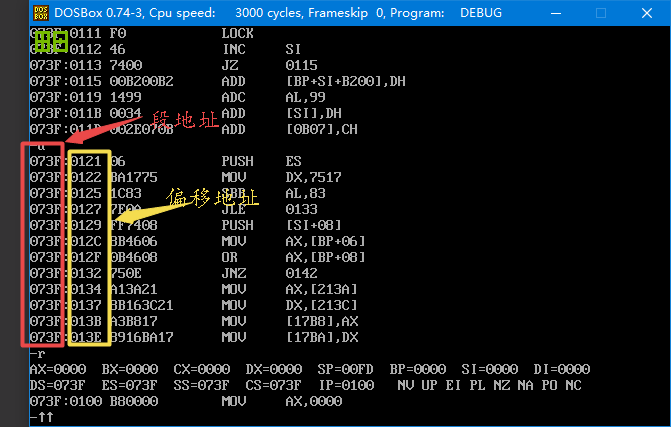 DOSBox 0.74-3, Cpu speed: 3000 cycles, Frameskip 0, Program: DEBUG
073F:0111 F0 LOCK
073F:0112 46 INC SI
073F:0113 7400 JZ 0115
073F:0115 00B200B2 ADD [BP+SI+B200],DH
073F:0119 1499 ADC AL,99
073F:011B 0034 ADD [SI],DH
073F:011D 002E070B ADD [0B07],CH
段地址
-u
073F:0121 06 PUSH ES
073F:0122 BA1775 MOV DX,7517
073F:0125 1C83 SBB AL,83
073F:0127 7E0A JLE 0133
偏移地址
073F:0129 FF7408 PUSH [SI+08]
073F:012C BB4606 MOV AX,[BP+06]
073F:012F 0B4608 OR AX,[BP+08]
073F:0132 750E JNZ 0142
073F:0134 A13A21 MOV AX,[213A]
073F:0137 BB163C21 MOV DX,[213C]
073F:013B A3B817 MOV [17B8],AX
073F:013E B916BA17 MOV [17BA],DX
-r
AX=0000 BX=0000 CX=0000 DX=0000 SP=00FD BP=0000 SI=0000 DI=0000
DS=073F ES=073F SS=073F CS=073F IP=0100 NV UP EI PL NZ NA PO NC
073F:0100 B80000 MOV AX,0000
-↑↑